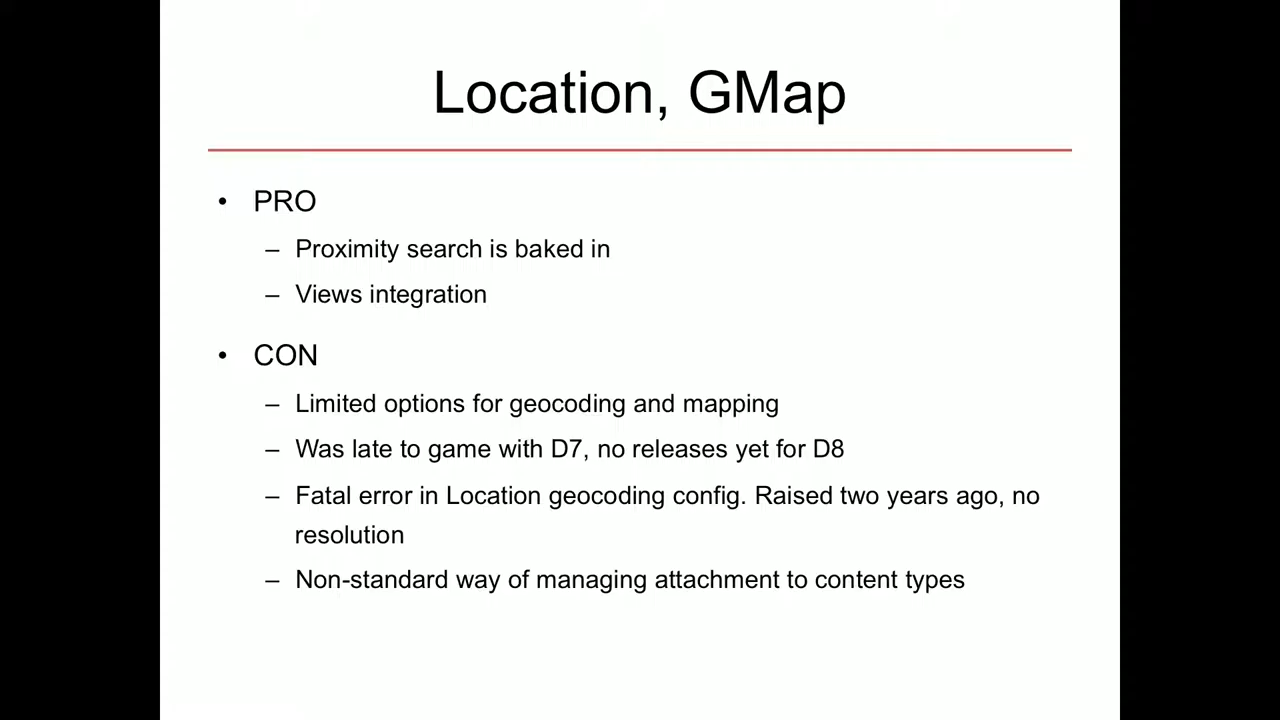 Location, GMap
• PRO
– Proximity search is baked in
– Views integration
• CON
– Limited options for geocoding and mapping
– Was late to game with D7, no releases yet for D8
– Fatal error in Location geocoding config. Raised two years ago, no
resolution
– Non-standard way of managing attachment to content types